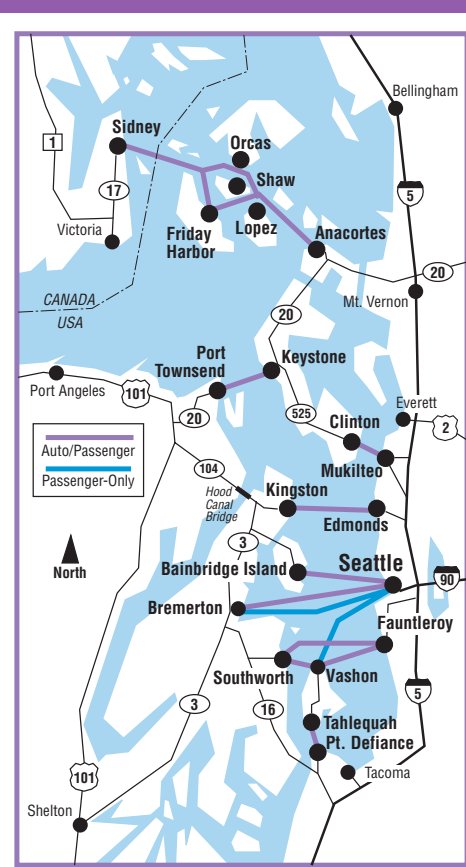 Bellingham
Sidney
Orcas
1
Shaw
17
5
Victoria
Friday
Harbor
Lopez
Anacortes
20
CANADA
USA
Mt. Vernon
20
Port
Townsend
Keystone
Port Angeles
101
20
525
Clinton
Everett
2
Auto/Passenger
Passenger-Only
Mukilteo
104
Hood
Canal
Bridge
Kingston
Edmonds
3
North
Bainbridge Island
Seattle
90
Bremerton
Fauntleroy
Southworth
Vashon
5
3
16
Tahlequah
Pt. Defiance
101
Tacoma
Shelton